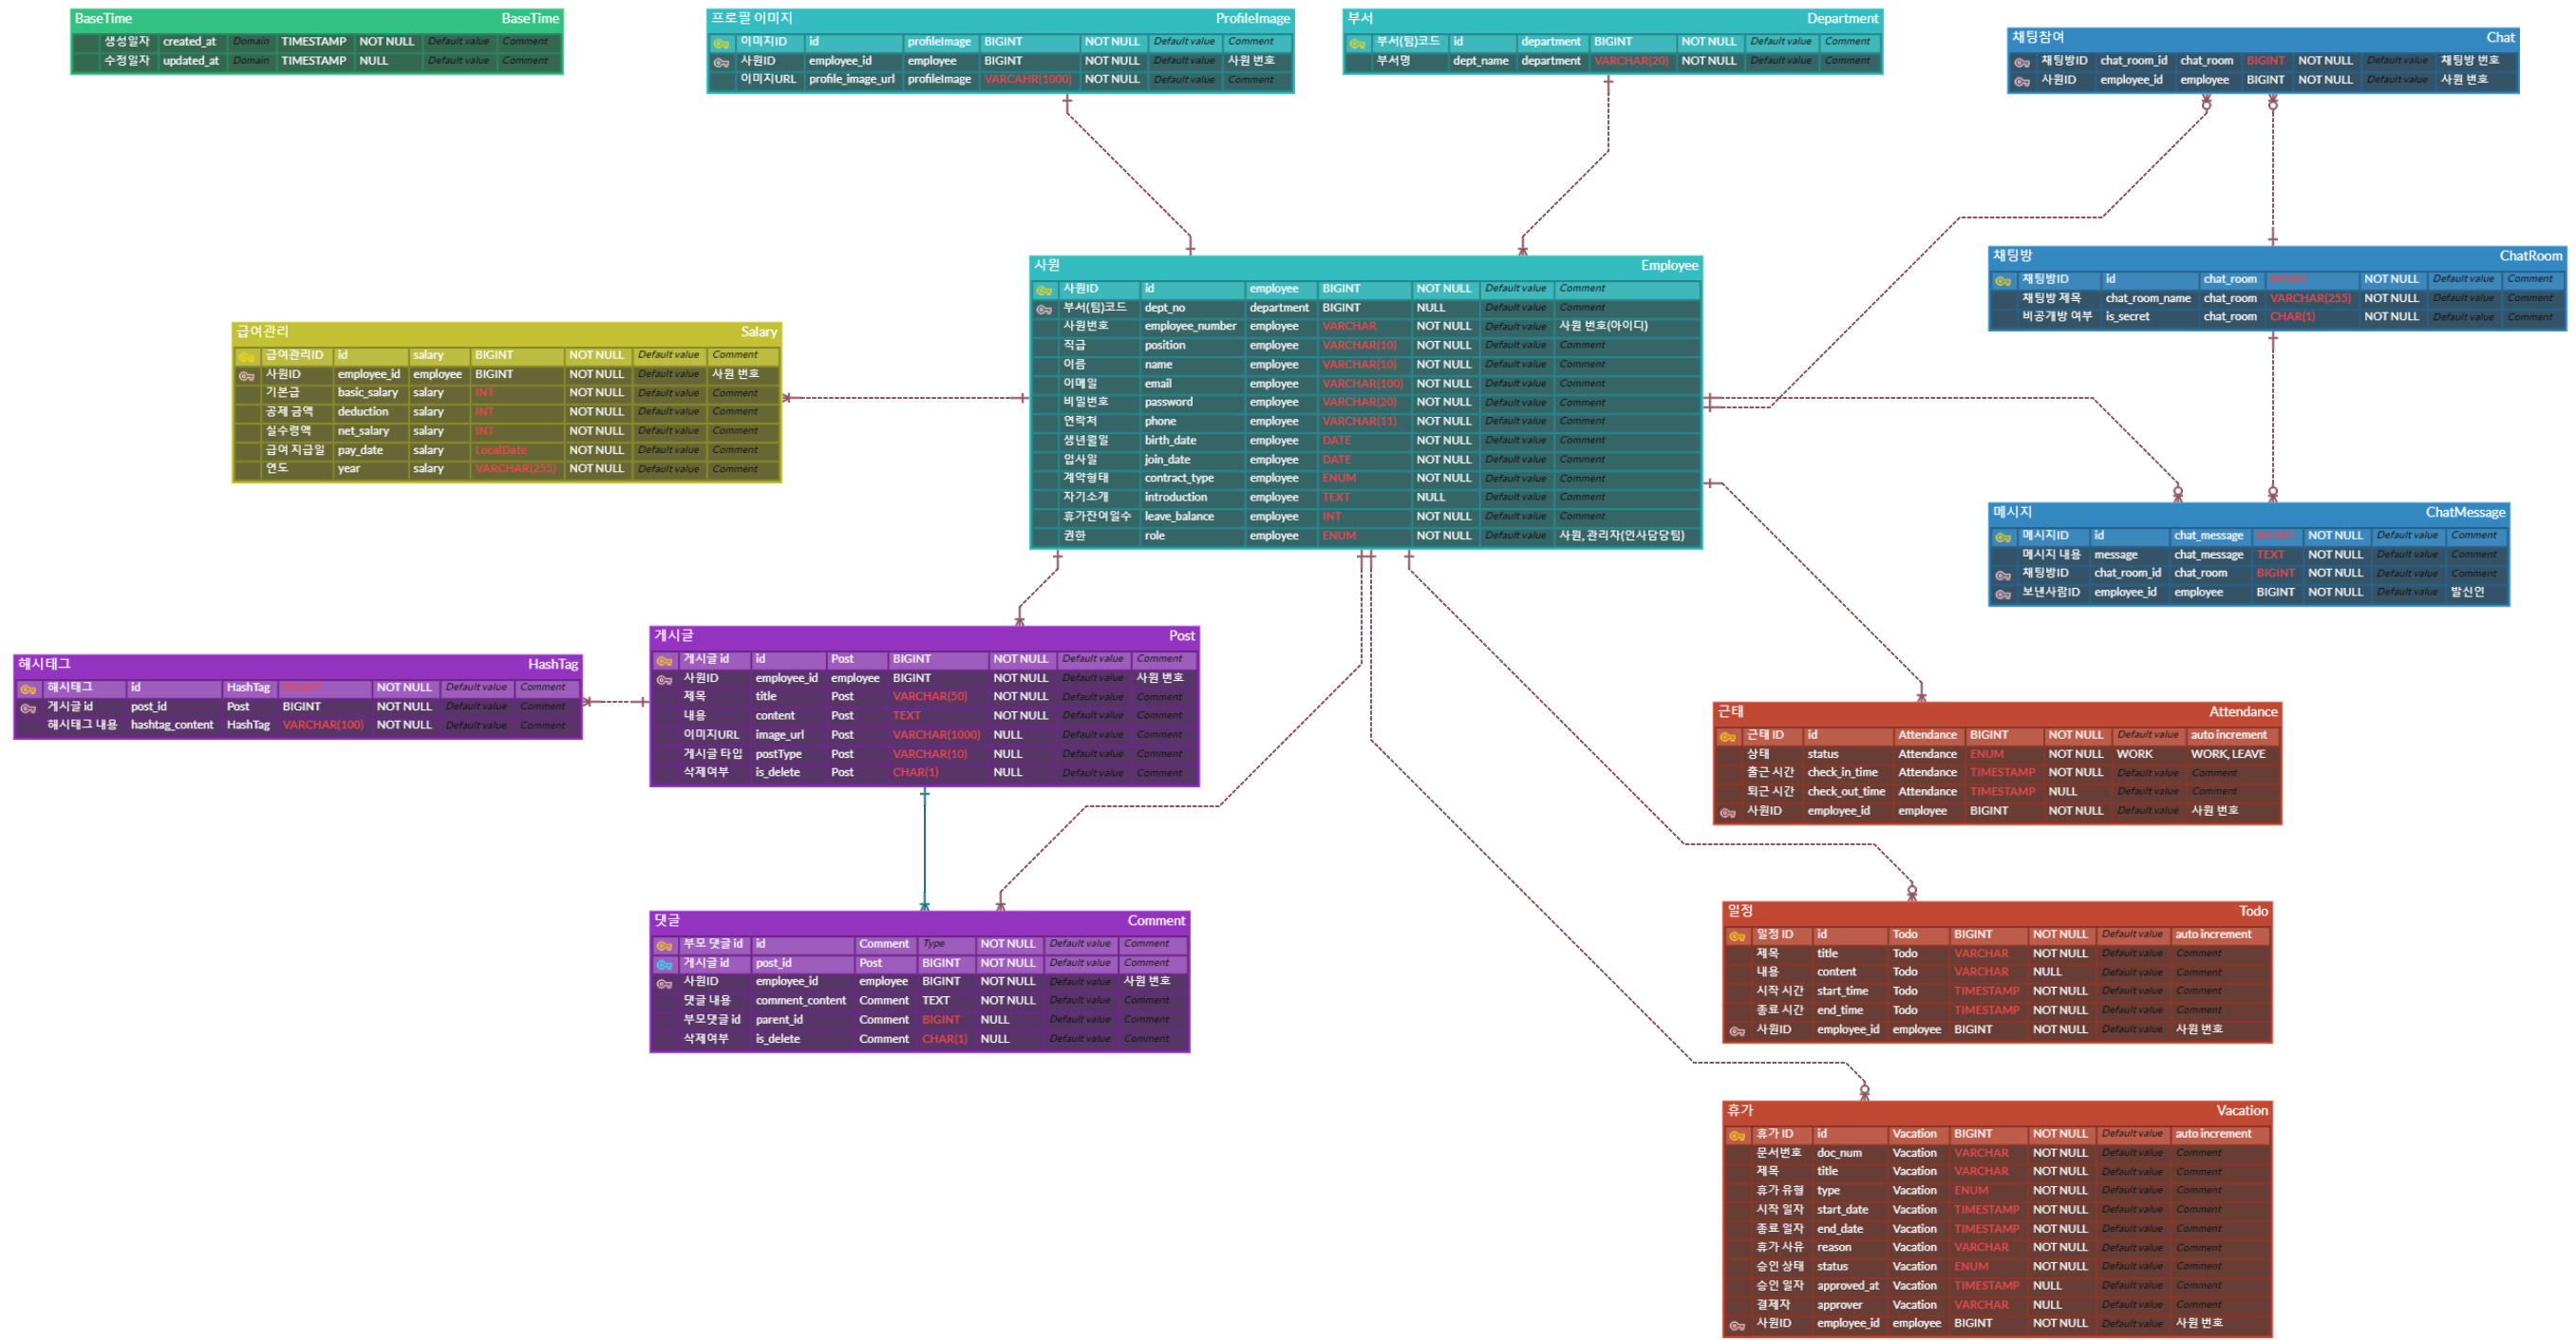 BaseTime BaseTime
생성일자 created_at Domain TIMESTAMP NOT NULL Default value Comment
수정일자 updated_at Domain TIMESTAMP NULL Default value Comment
프로필 이미지 ProfileImage
이미지ID id profileImage BIGINT NOT NULL Default value Comment
사원ID employee_id employee BIGINT NOT NULL Default value 사원 번호
이미지URL profile_image_url profileImage VARCAHR(1000) NOT NULL Default value Comment
부서 Department
부서(팀)코드 id department BIGINT NOT NULL Default value Comment
부서명 dept_name department VARCHAR(20) NOT NULL Default value Comment
채팅참여 Chat
채팅방ID chat_room_id chat_room BIGINT NOT NULL Default value 채팅방 번호
사원ID employee_id employee BIGINT NOT NULL Default value 사원 번호
사원 Employee
사원ID id employee BIGINT NOT NULL Default value Comment
부서(팀)코드 dept_no department BIGINT NULL Default value Comment
사원번호 employee_number employee VARCHAR NOT NULL Default value 사원 번호(아이디)
직급 position employee VARCHAR(10) NOT NULL Default value Comment
이름 name employee VARCHAR(10) NOT NULL Default value Comment
이메일 email employee VARCHAR(100) NOT NULL Default value Comment
비밀번호 password employee VARCHAR(20) NOT NULL Default value Comment
연락처 phone employee VARCHAR(11) NOT NULL Default value Comment
생년월일 birth_date employee DATE NOT NULL Default value Comment
입사일 join_date employee DATE NOT NULL Default value Comment
계약형태 contract_type employee ENUM NOT NULL Default value Comment
자기소개 introduction employee TEXT NULL Default value Comment
휴가잔여일수 leave_balance employee INT NOT NULL Default value Comment
권한 role employee ENUM NOT NULL Default value 사원, 관리자(인사담당팀)
채팅방 ChatRoom
채팅방ID id chat_room BIGINT NOT NULL Default value Comment
채팅방 제목 chat_room_name chat_room VARCHAR(255) NOT NULL Default value Comment
비공개방 여부 is_secret chat_room CHAR(1) NOT NULL Default value Comment
급여관리 Salary
급여관리ID id salary BIGINT NOT NULL Default value Comment
사원ID employee_id employee BIGINT NOT NULL Default value 사원 번호
기본급 basic_salary salary INT NOT NULL Default value Comment
공제 금액 deduction salary INT NOT NULL Default value Comment
실수령액 net_salary salary INT NOT NULL Default value Comment
급여 지급일 pay_date salary LocalDate NOT NULL Default value Comment
연도 year salary VARCHAR(255) NOT NULL Default value Comment
메시지 ChatMessage
메시지ID id chat_message BIGINT NOT NULL Default value Comment
메시지 내용 message chat_message TEXT NOT NULL Default value Comment
채팅방ID chat_room_id chat_room BIGINT NOT NULL Default value Comment
보낸사람ID employee_id employee BIGINT NOT NULL Default value 발신인
게시글 Post
게시글 id id Post BIGINT NOT NULL Default value Comment
사원ID employee_id employee BIGINT NOT NULL Default value 사원 번호
제목 title Post VARCHAR(50) NOT NULL Default value Comment
내용 content Post TEXT NOT NULL Default value Comment
이미지URL image_url Post VARCHAR(1000) NULL Default value Comment
게시글 타입 postType Post VARCHAR(10) NULL Default value Comment
삭제여부 is_delete Post CHAR(1) NULL Default value Comment
해시태그 HashTag
해시태그 id HashTag BIGINT NOT NULL Default value Comment
게시글 id post_id Post BIGINT NOT NULL Default value Comment
해시태그 내용 hashtag_content HashTag VARCHAR(100) NOT NULL Default value Comment
근태 Attendance
근태 ID id Attendance BIGINT NOT NULL Default value auto increment
상태 status Attendance ENUM NOT NULL WORK WORK, LEAVE
출근 시간 check_in_time Attendance TIMESTAMP NOT NULL Default value Comment
퇴근 시간 check_out_time Attendance TIMESTAMP NULL Default value Comment
사원ID employee_id employee BIGINT NOT NULL Default value 사원 번호
댓글 Comment
부모 댓글 id id Comment Type NOT NULL Default value Comment
게시글 id post_id Post BIGINT NOT NULL Default value Comment
사원ID employee_id employee BIGINT NOT NULL Default value 사원 번호
댓글 내용 comment_content Comment TEXT NOT NULL Default value Comment
부모댓글 id parent_id Comment BIGINT NULL Default value Comment
삭제여부 is_delete Comment CHAR(1) NULL Default value Comment
일정 Todo
일정 ID id Todo BIGINT NOT NULL Default value auto increment
제목 title Todo VARCHAR NOT NULL Default value Comment
내용 content Todo VARCHAR NULL Default value Comment
시작 시간 start_time Todo TIMESTAMP NOT NULL Default value Comment
종료 시간 end_time Todo TIMESTAMP NOT NULL Default value Comment
사원ID employee_id employee BIGINT NOT NULL Default value 사원 번호
휴가 Vacation
휴가 ID id Vacation BIGINT NOT NULL Default value auto increment
문서번호 doc_num Vacation VARCHAR NOT NULL Default value Comment
제목 title Vacation VARCHAR NOT NULL Default value Comment
휴가 유형 type Vacation ENUM NOT NULL Default value Comment
시작 일자 start_date Vacation TIMESTAMP NOT NULL Default value Comment
종료 일자 end_date Vacation TIMESTAMP NOT NULL Default value Comment
휴가 사유 reason Vacation VARCHAR NOT NULL Default value Comment
승인 상태 status Vacation ENUM NOT NULL Default value Comment
승인 일자 approved_at Vacation TIMESTAMP NULL Default value Comment
결제자 approver Vacation VARCHAR NULL Default value Comment
사원ID employee_id employee BIGINT NOT NULL Default value 사원 번호